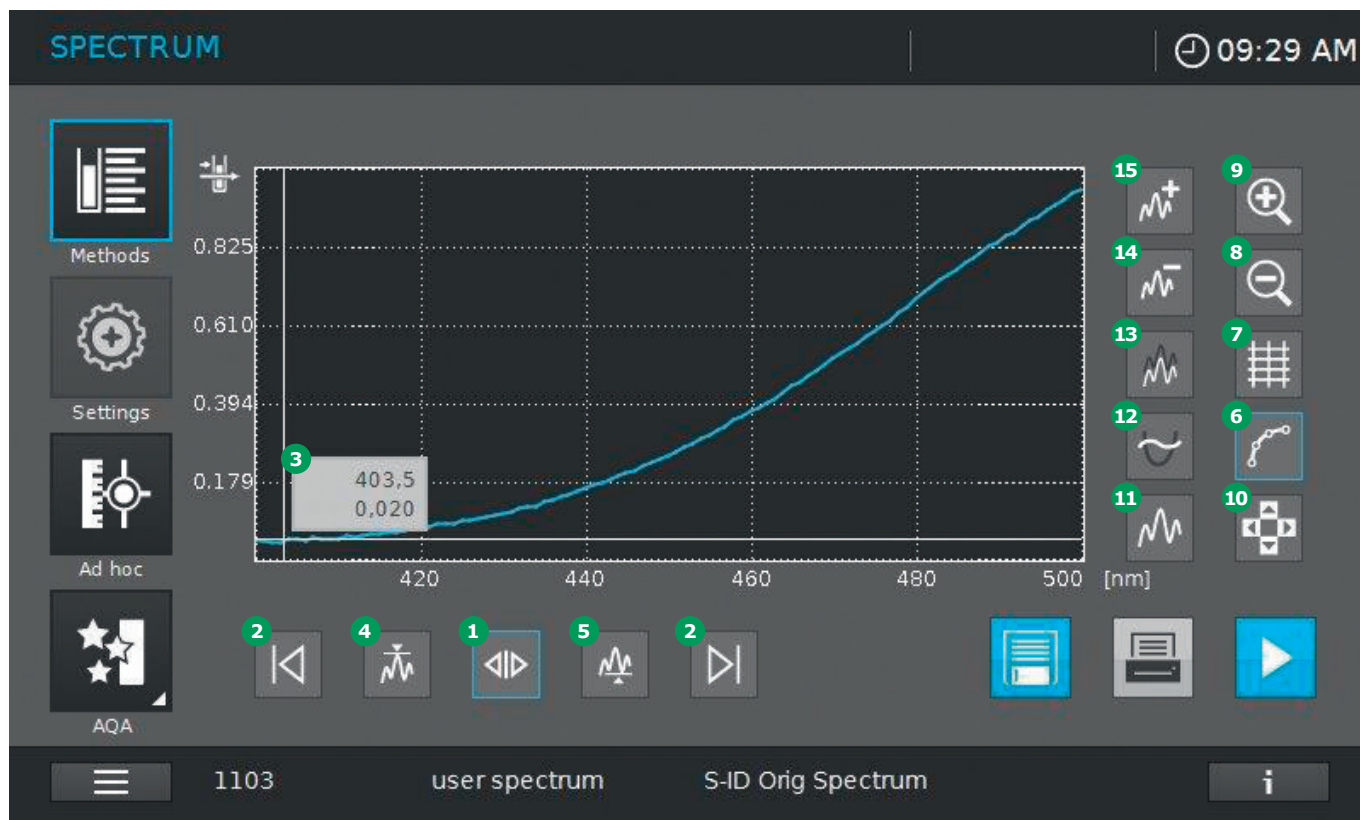 SPECTRUM
09:29 AM
Methods
Settings
Ad hoc
AQA
0.825
0.610
0.394
0.179
3
403,5
0,020
420 440 460 480 500 [nm]
15 9
14 8
13 7
12 6
11 10
2 4 1 5 2
1103 user spectrum S-ID Orig Spectrum i